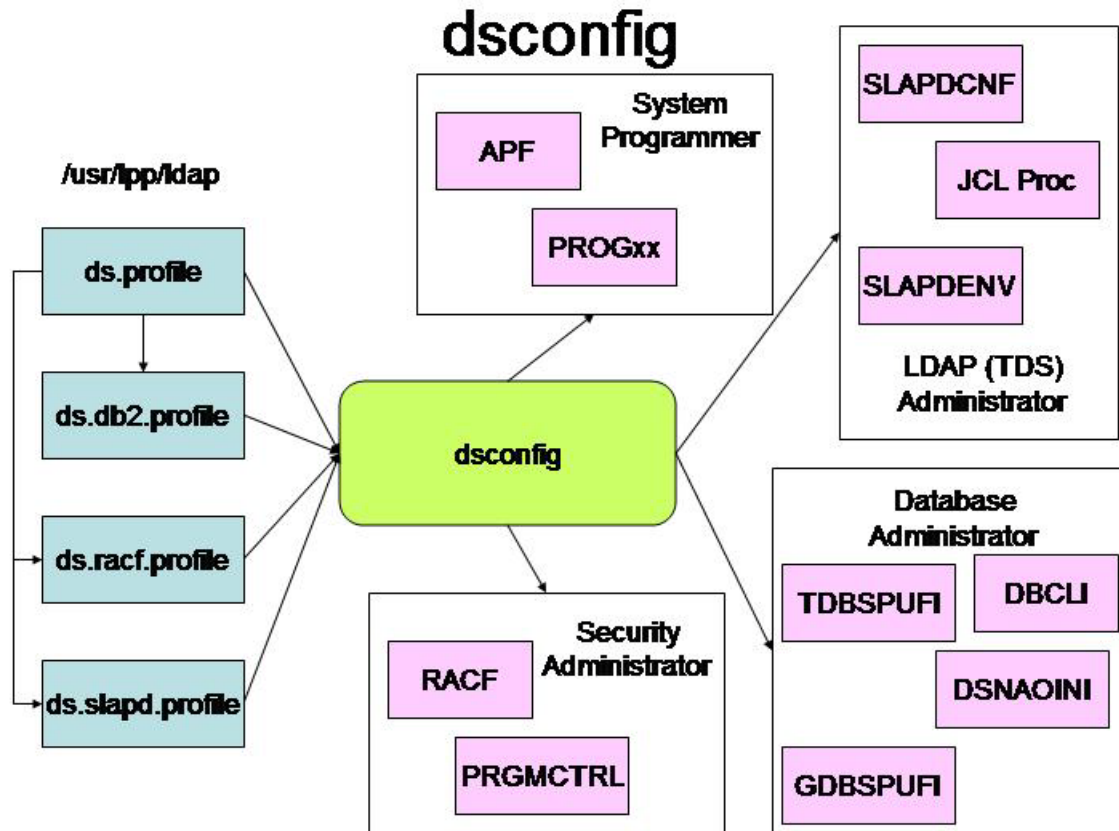 dsconfig
/usr/lpp/ldap
ds.profile
ds.db2.profile
ds.racf.profile
ds.slapd.profile
dsconfig
System
Programmer
APF
PROGxx
Security
Administrator
RACF
PRGMCTRL
SLAPDCNF
JCL Proc
SLAPDENV
LDAP (TDS)
Administrator
Database
Administrator
TDBSPUFI
DBCLI
DSNAOINI
GDBSPUFI